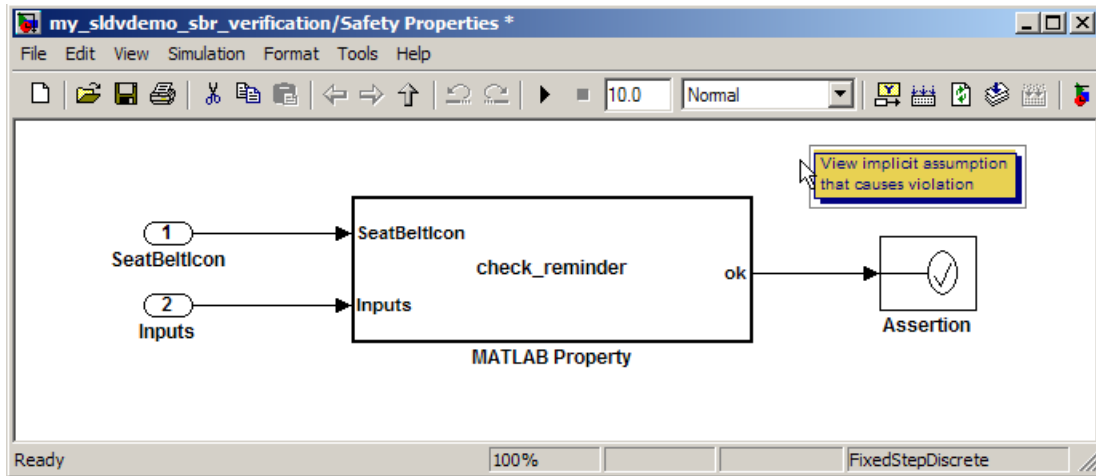 my_sldvdemo_sbr_verification/Safety Properties *
File Edit View Simulation Format Tools Help
10.0 Normal
View implicit assumption
that causes violation
1
SeatBeltIcon
2
Inputs
SeatBeltIcon
check_reminder
ok
Inputs
MATLAB Property
Assertion
Ready 100% FixedStepDiscrete